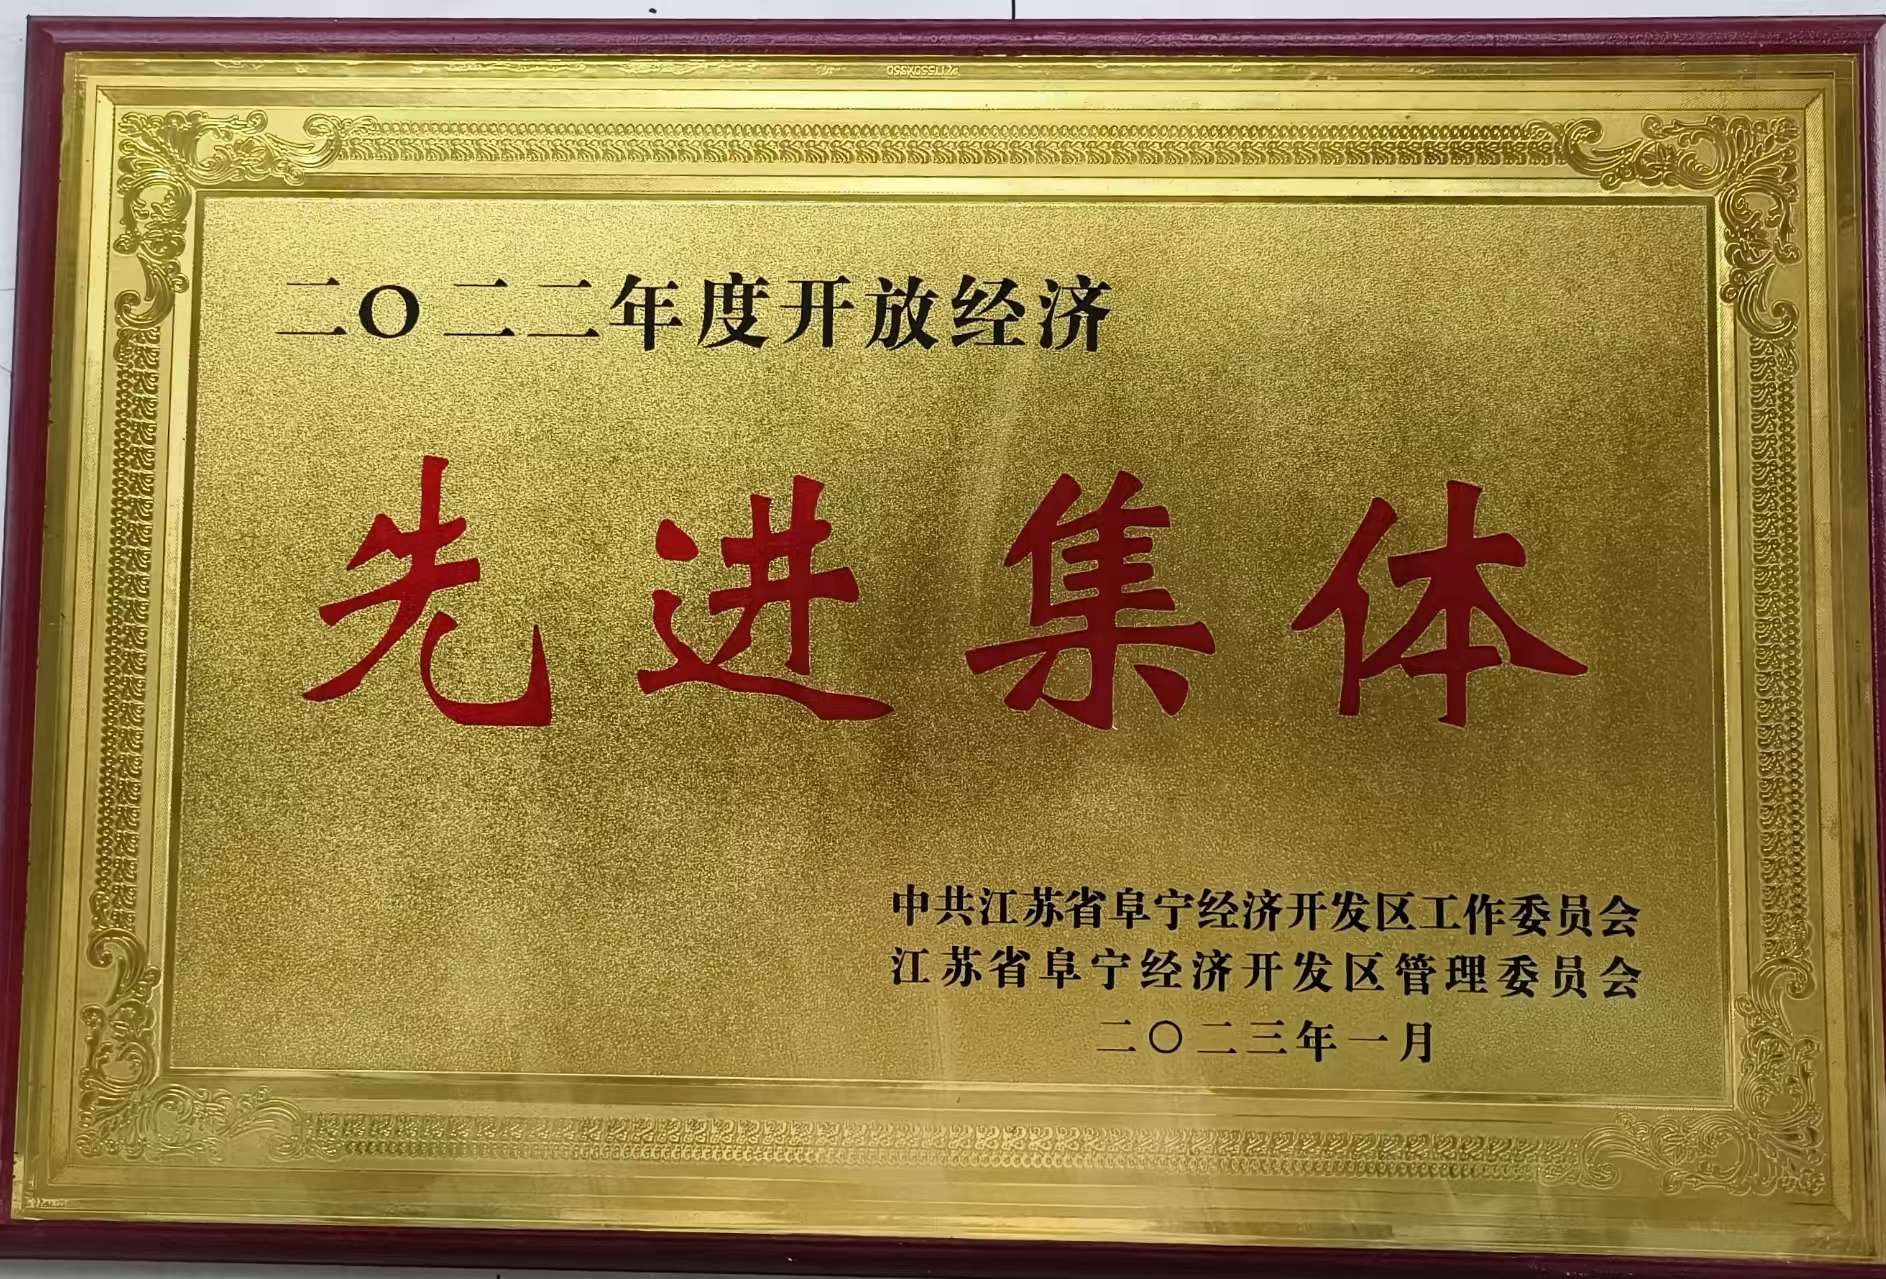 二〇二二年度开放经济
先进集体
中共江苏省阜宁经济开发区工作委员会
江苏省阜宁经济开发区管理委员会
二〇二三年一月